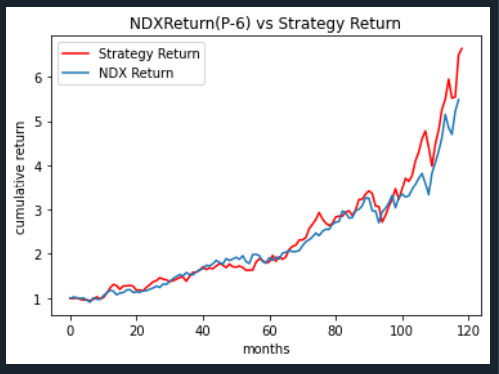 NDXReturn(P-6) vs Strategy Return
Strategy Return
NDX Return
cumulative return
6
5
4
3
2
1
0
20
40
60
80
100
120
months